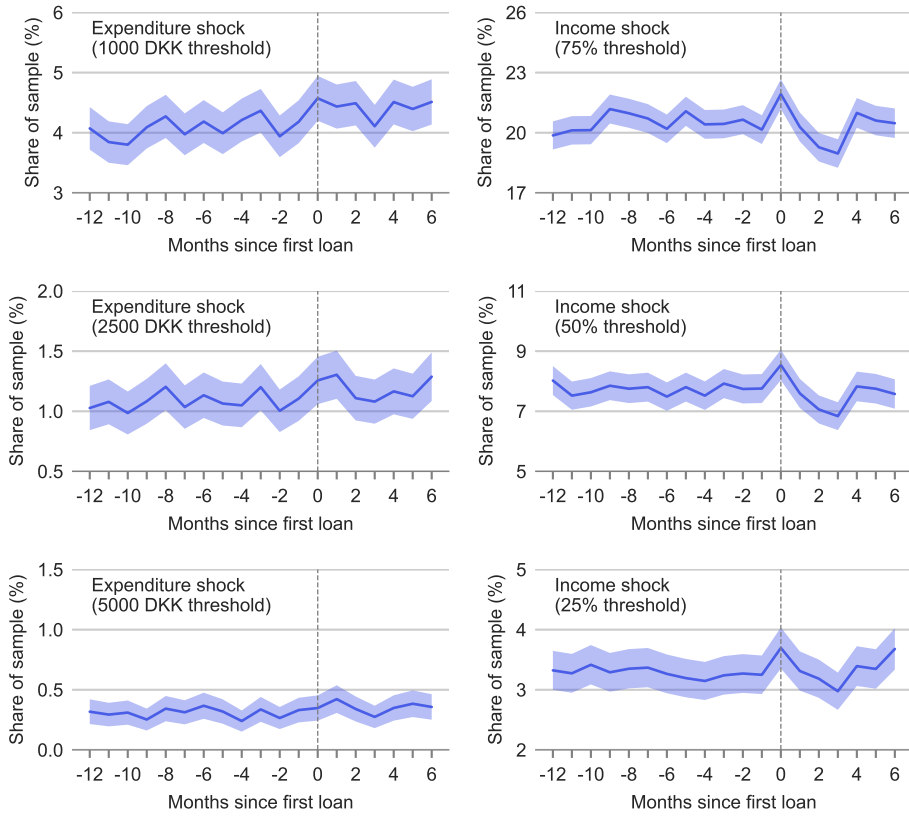 Expenditure shock
(1000 DKK threshold)
Share of sample (%)
6
5
4
3
-12 -10 -8 -6 -4 -2 0 2 4 6
Months since first loan
Income shock
(75% threshold)
Share of sample (%)
26
23
20
17
-12 -10 -8 -6 -4 -2 0 2 4 6
Months since first loan
Expenditure shock
(2500 DKK threshold)
Share of sample (%)
2.0
1.5
1.0
0.5
-12 -10 -8 -6 -4 -2 0 2 4 6
Months since first loan
Income shock
(50% threshold)
Share of sample (%)
11
9
7
5
-12 -10 -8 -6 -4 -2 0 2 4 6
Months since first loan
Expenditure shock
(5000 DKK threshold)
Share of sample (%)
1.5
1.0
0.5
0.0
-12 -10 -8 -6 -4 -2 0 2 4 6
Months since first loan
Income shock
(25% threshold)
Share of sample (%)
5
4
3
2
-12 -10 -8 -6 -4 -2 0 2 4 6
Months since first loan